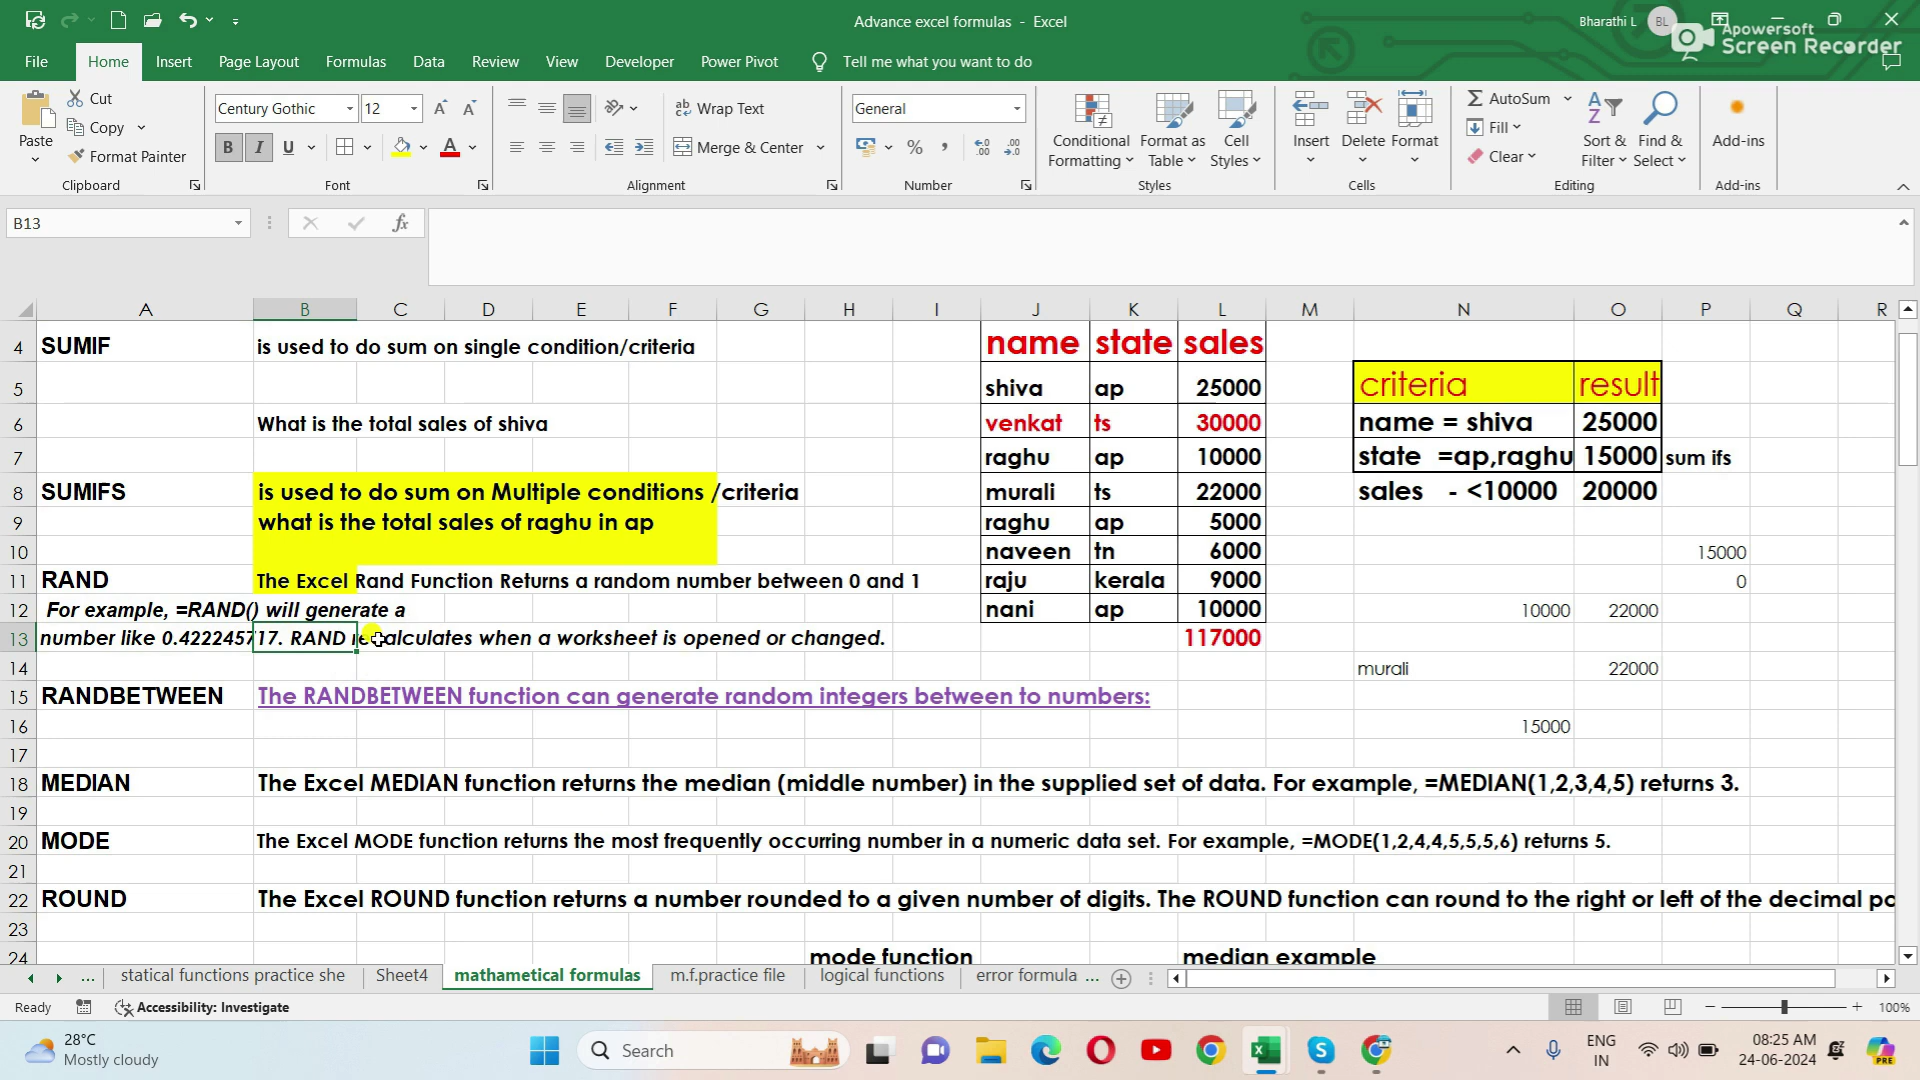 Advance excel formulas - Excel
Bharathi L
BL
Apowersoft
Screen Recorder
File
Home
Insert
Page Layout
Formulas
Data
Review
View
Developer
Power Pivot
Tell me what you want to do
Paste
Cut
Copy
Format Painter
Clipboard
Century Gothic
12
B I U
Font
Wrap Text
Merge & Center
Alignment
General
Number
Conditional Formatting
Format as Table
Cell Styles
Styles
Insert
Delete
Format
Cells
AutoSum
Fill
Clear
Sort & Filter
Find & Select
Editing
Add-ins
Add-ins
B13
fx
A B C D E F G H I J K L M N O P Q R
4 SUMIF is used to do sum on single condition/criteria name state sales
5 shiva ap 25000 criteria result
6 What is the total sales of shiva venkat ts 30000 name = shiva 25000
7 raghu ap 10000 state =ap,raghu 15000 sum ifs
8 SUMIFS is used to do sum on Multiple conditions /criteria murali ts 22000 sales - <10000 20000
9 what is the total sales of raghu in ap raghu ap 5000
10 naveen tn 6000 15000
11 RAND The Excel Rand Function Returns a random number between 0 and 1 raju kerala 9000 0
12 For example, =RAND() will generate a nani ap 10000 10000 22000
13 number like 0.422245717. RAND recalculates when a worksheet is opened or changed. 117000
14 murali 22000
15 RANDBETWEEN The RANDBETWEEN function can generate random integers between to numbers:
16 15000
17
18 MEDIAN The Excel MEDIAN function returns the median (middle number) in the supplied set of data. For example, =MEDIAN(1,2,3,4,5) returns 3.
19
20 MODE The Excel MODE function returns the most frequently occurring number in a numeric data set. For example, =MODE(1,2,4,4,5,5,5,6) returns 5.
21
22 ROUND The Excel ROUND function returns a number rounded to a given number of digits. The ROUND function can round to the right or left of the decimal po
23
24 mode function median example
... statical functions practice she Sheet4 mathametical formulas m.f.practice file logical functions error formula ...
Ready
Accessibility: Investigate
100%
28°C
Mostly cloudy
Search
ENG
IN
08:25 AM
24-06-2024
PRE